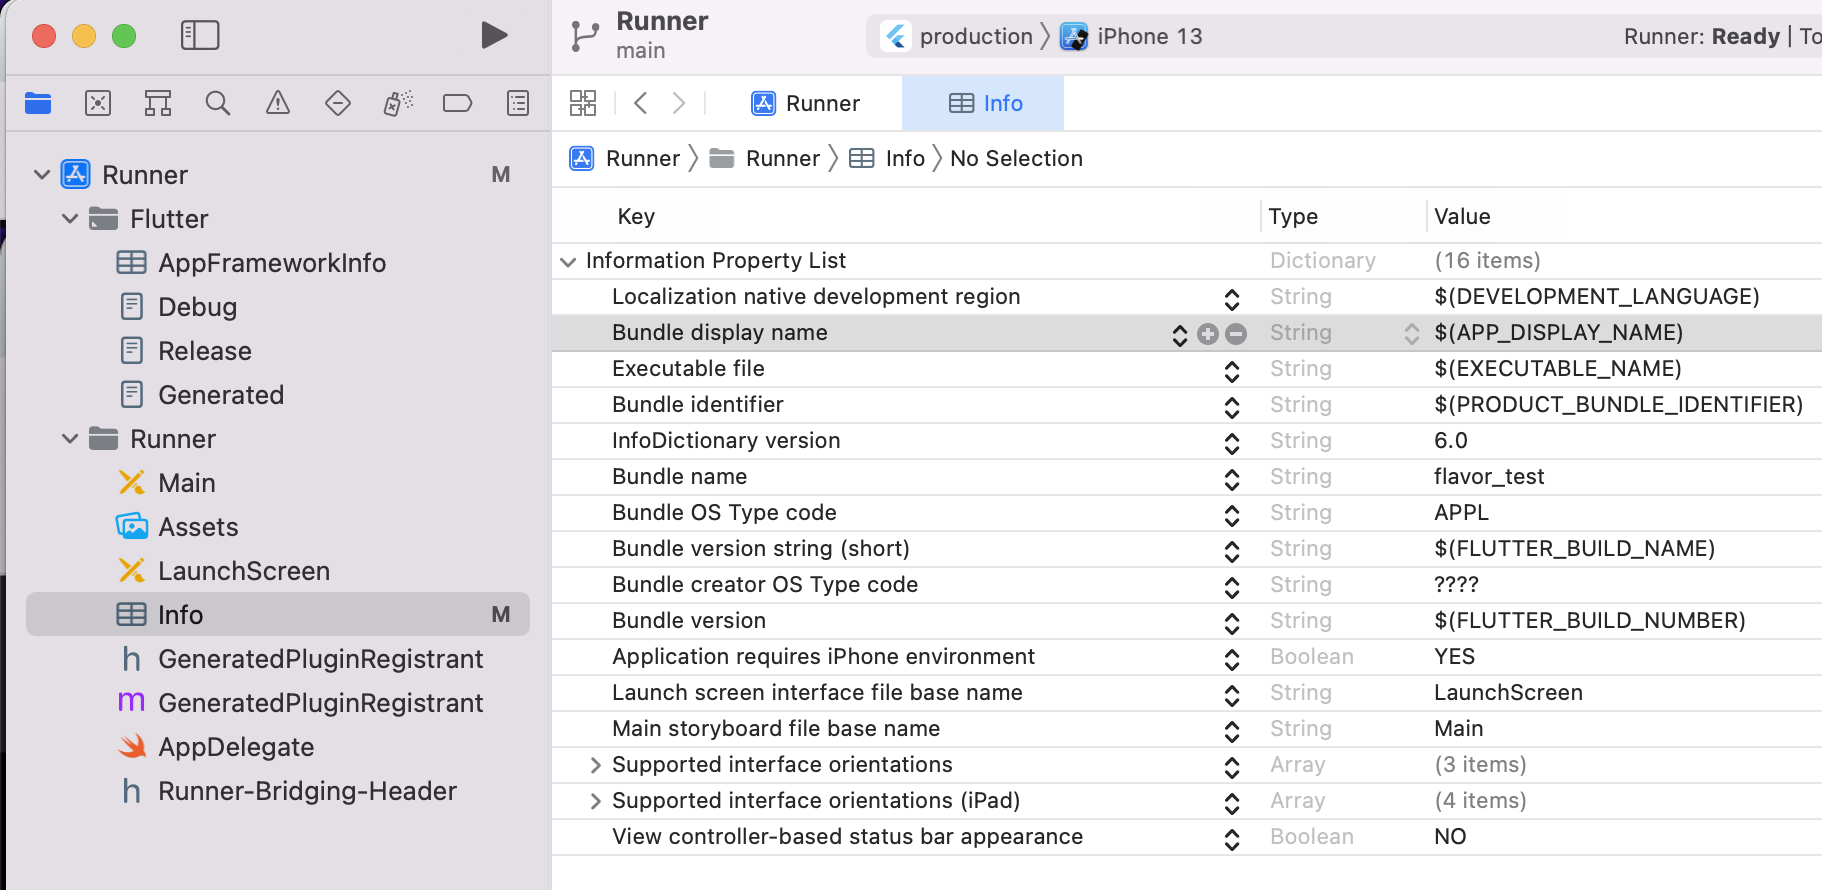 Runner
main
production
iPhone 13
Runner: Ready | To
Runner
Info
Runner
Runner
Info
No Selection
Runner M
Flutter
AppFrameworkInfo
Debug
Release
Generated
Runner
Main
Assets
LaunchScreen
Info M
h GeneratedPluginRegistrant
m GeneratedPluginRegistrant
AppDelegate
h Runner-Bridging-Header
Key Type Value
Information Property List Dictionary (16 items)
Localization native development region String $(DEVELOPMENT_LANGUAGE)
Bundle display name String $(APP_DISPLAY_NAME)
Executable file String $(EXECUTABLE_NAME)
Bundle identifier String $(PRODUCT_BUNDLE_IDENTIFIER)
InfoDictionary version String 6.0
Bundle name String flavor_test
Bundle OS Type code String APPL
Bundle version string (short) String $(FLUTTER_BUILD_NAME)
Bundle creator OS Type code String ????
Bundle version String $(FLUTTER_BUILD_NUMBER)
Application requires iPhone environment Boolean YES
Launch screen interface file base name String LaunchScreen
Main storyboard file base name String Main
Supported interface orientations Array (3 items)
Supported interface orientations (iPad) Array (4 items)
View controller-based status bar appearance Boolean NO